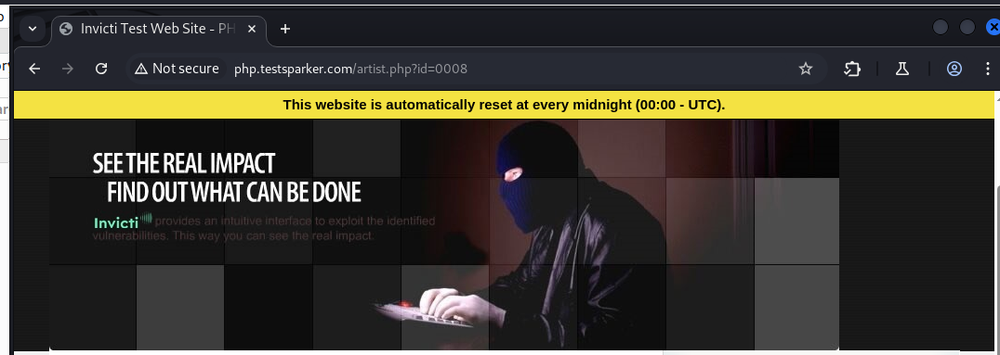 Invicti Test Web Site - PH
Not secure
php.testsparker.com/artist.php?id=0008
This website is automatically reset at every midnight (00:00 - UTC).
SEE THE REAL IMPACT
FIND OUT WHAT CAN BE DONE
Invicti provides an intuitive interface to exploit the identified
vulnerabilities. This way you can see the real impact.